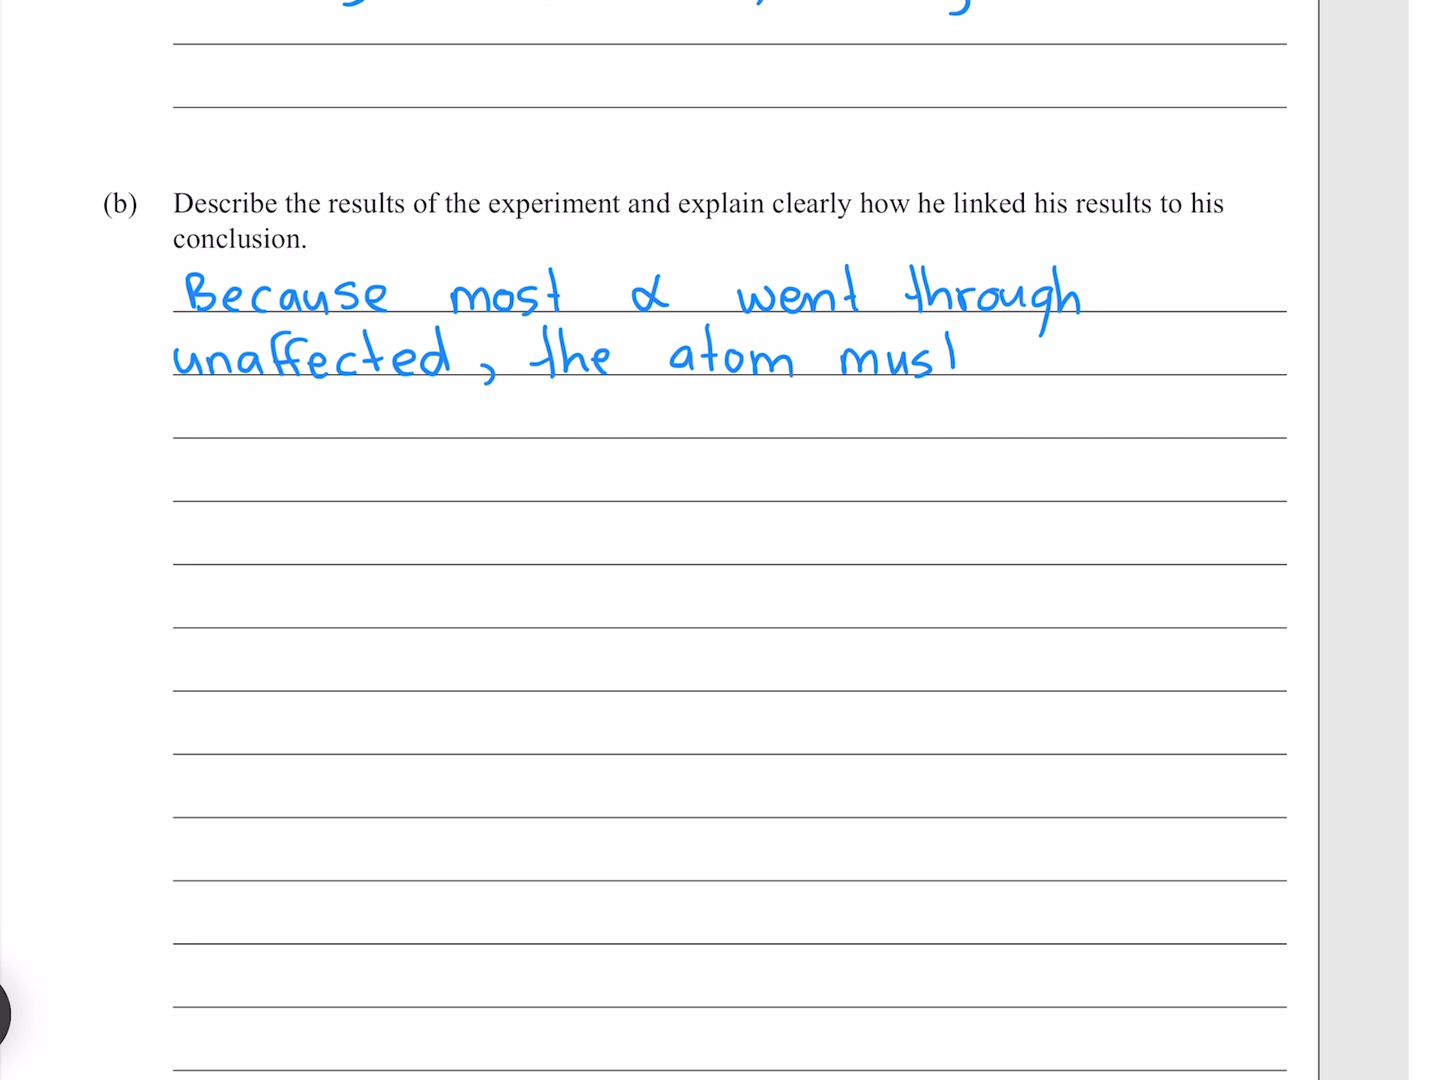 (b) Describe the results of the experiment and explain clearly how he linked his results to his
conclusion.
Because most α went through
unaffected, the atom must